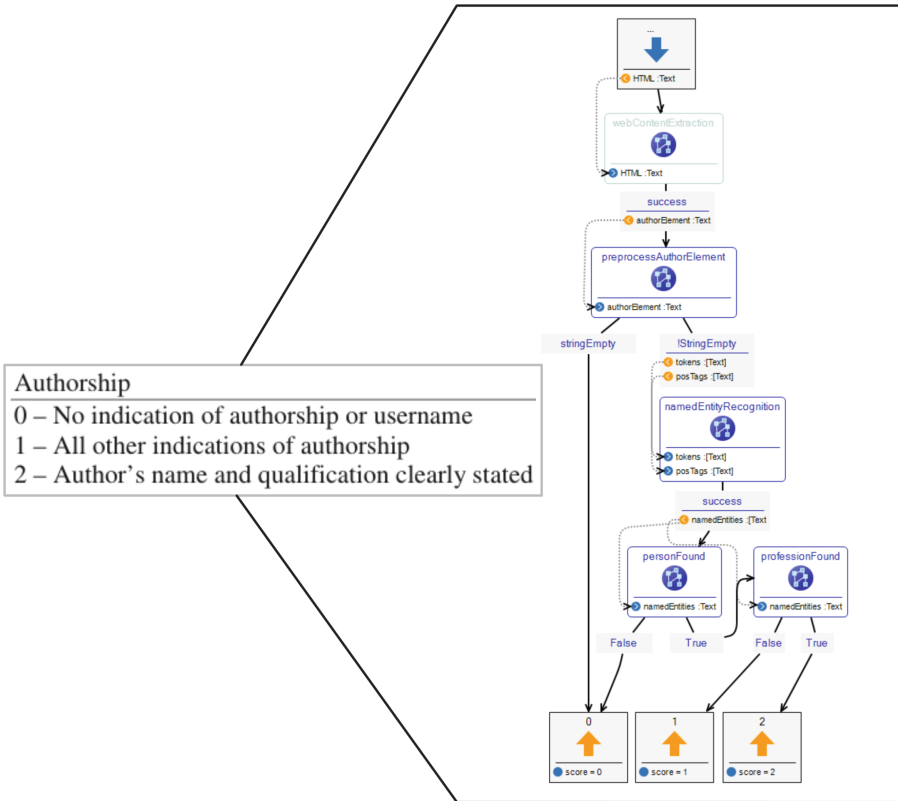 ...
HTML :Text
webContentExtraction
HTML :Text
success
authorElement :Text
preprocessAuthorElement
authorElement :Text
stringEmpty
!StringEmpty
tokens :[Text]
posTags :[Text]
Authorship
0 – No indication of authorship or username
1 – All other indications of authorship
2 – Author's name and qualification clearly stated
namedEntityRecognition
tokens :[Text]
posTags :[Text]
success
namedEntities :[Text
personFound
namedEntities :Text
professionFound
namedEntities :Text
False
True
False
True
0
score = 0
1
score = 1
2
score = 2